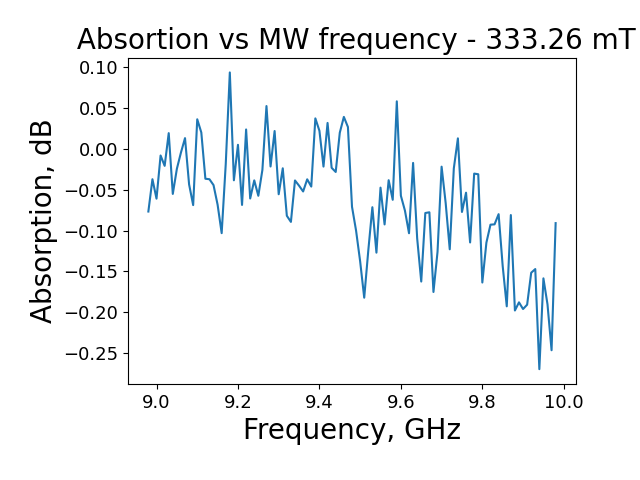 Absortion vs MW frequency - 333.26 mT
Absorption, dB
0.10
0.05
0.00
−0.05
−0.10
−0.15
−0.20
−0.25
9.0 9.2 9.4 9.6 9.8 10.0
Frequency, GHz